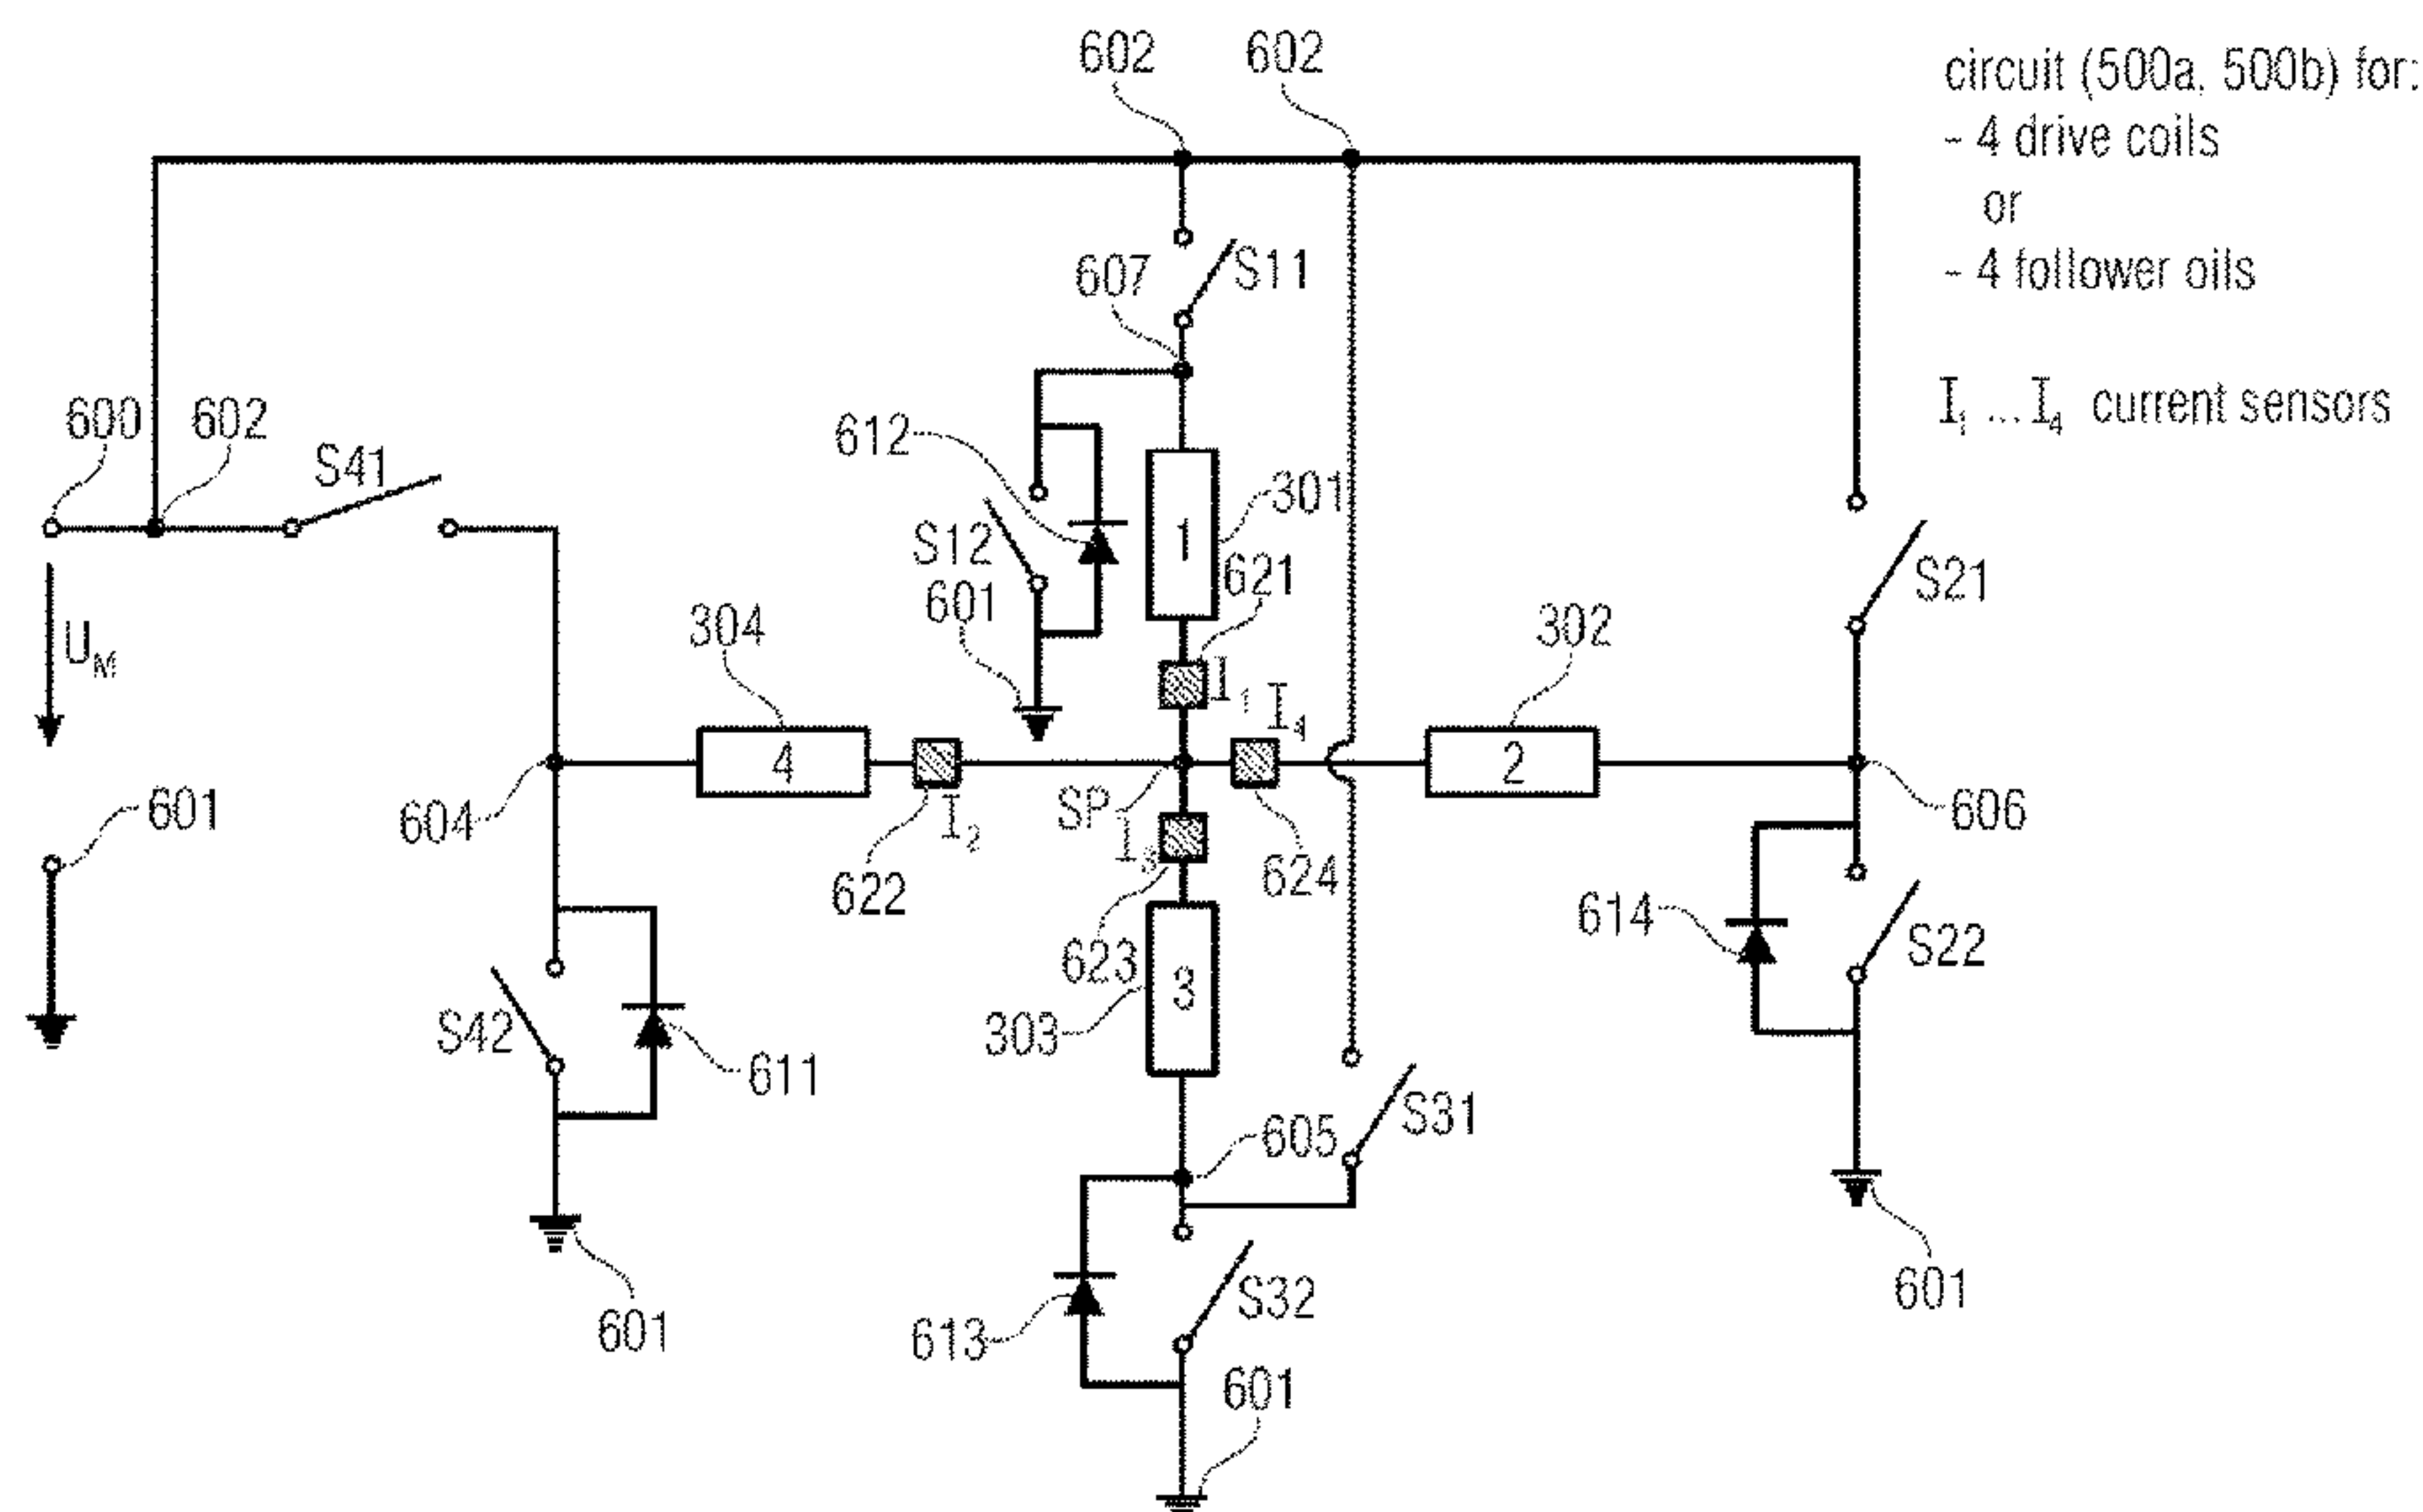 602 602
circuit (500a, 500b) for:
- 4 drive coils
or
- 4 follower oils
I1 ... I4 current sensors
607 S11
600 602 S41
612
301
S12 1
601 621
S21
UM
304 302
I1 I4
4 2
601
604 SP 606
I2 I3
622 624
614
623 S22
303 3
S42
611
605 S31
601
S32
613
601
601